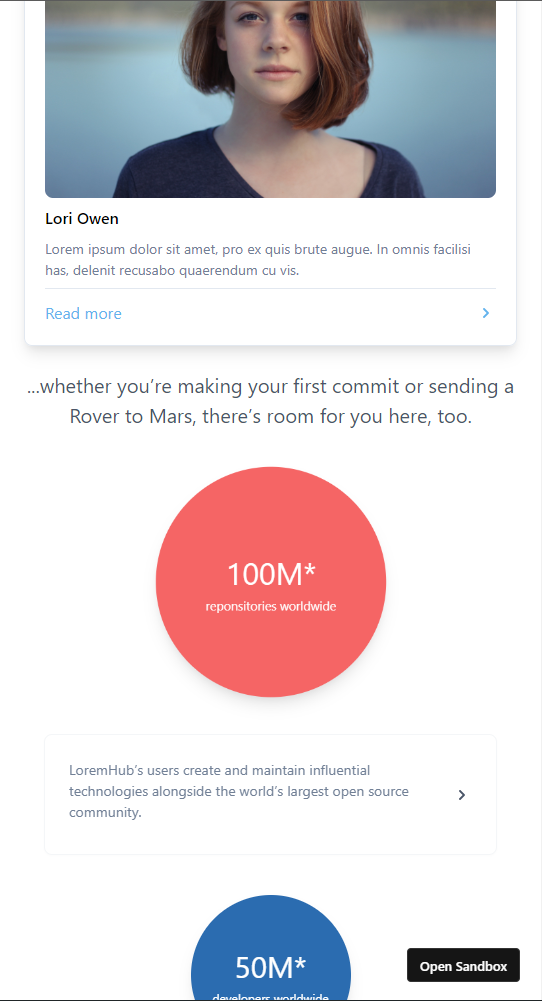 Lori Owen
Lorem ipsum dolor sit amet, pro ex quis brute augue. In omnis facilisi
has, delenit recusabo quaerendum cu vis.
Read more
...whether you're making your first commit or sending a
Rover to Mars, there's room for you here, too.
100M*
reponsitories worldwide
LoremHub's users create and maintain influential
technologies alongside the world's largest open source
community.
50M*
developers worldwide
Open Sandbox